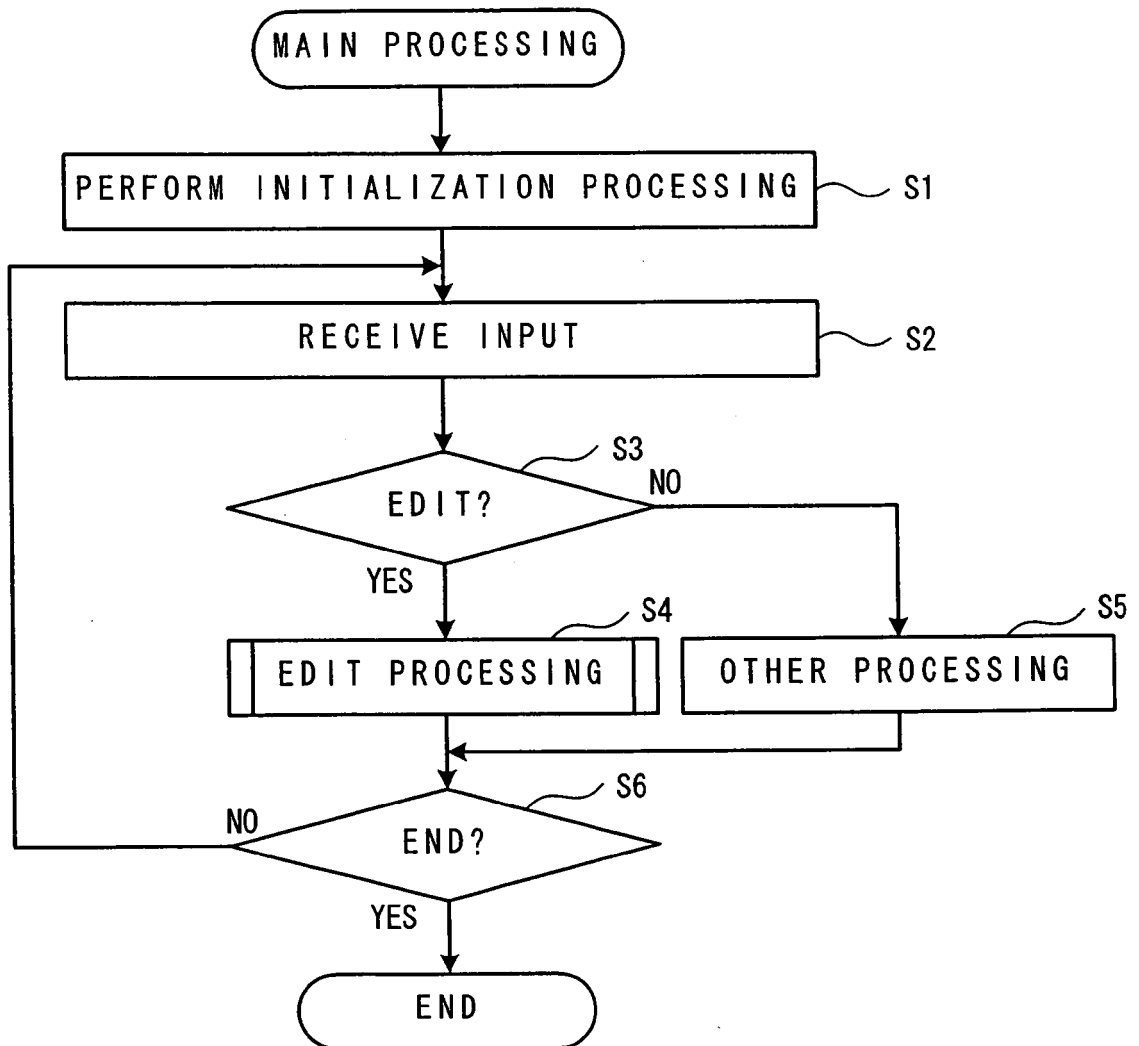 MAIN PROCESSING
PERFORM INITIALIZATION PROCESSING
S1
RECEIVE INPUT
S2
S3
EDIT?
NO
YES
S4
EDIT PROCESSING
S5
OTHER PROCESSING
S6
END?
NO
YES
END